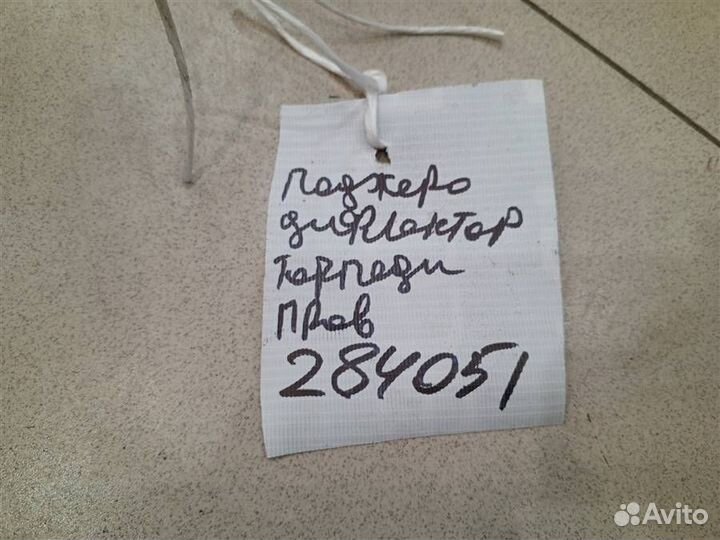 Паджеро
дифлектор
Торпеди
Прав
284051
Avito